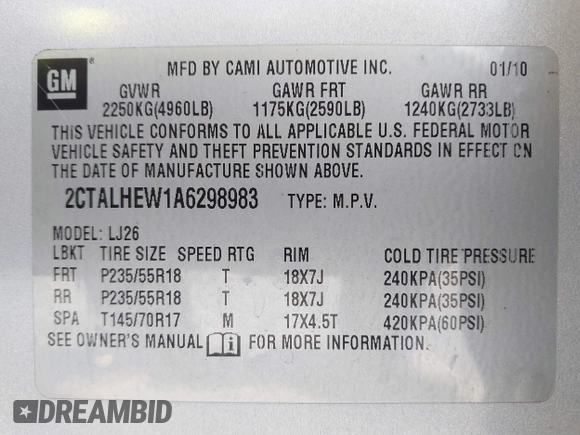 GM
MFD BY CAMI AUTOMOTIVE INC. 01/10
GVWR GAWR FRT GAWR RR
2250KG(4960LB) 1175KG(2590LB) 1240KG(2733LB)
THIS VEHICLE CONFORMS TO ALL APPLICABLE U.S. FEDERAL MOTOR
VEHICLE SAFETY AND THEFT PREVENTION STANDARDS IN EFFECT ON
THE DATE OF MANUFACTURE SHOWN ABOVE.
2CTALHEW1A6298983 TYPE: M.P.V.
MODEL: LJ26
LBKT TIRE SIZE SPEED RTG RIM COLD TIRE PRESSURE
FRT P235/55R18 T 18X7J 240KPA(35PSI)
RR P235/55R18 T 18X7J 240KPA(35PSI)
SPA T145/70R17 M 17X4.5T 420KPA(60PSI)
SEE OWNER'S MANUAL i FOR MORE INFORMATION.
DREAMBID